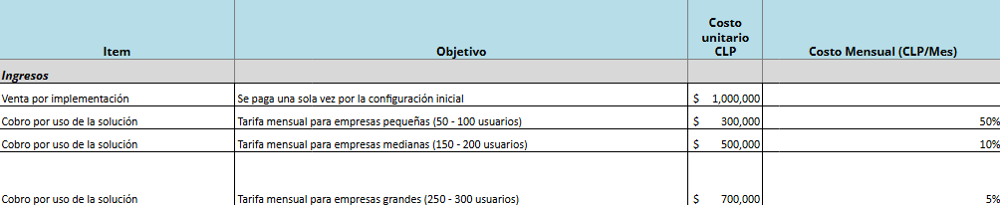 Item Objetivo Costo unitario CLP Costo Mensual (CLP/Mes)
Ingresos
Venta por implementación Se paga una sola vez por la configuración inicial $ 1,000,000
Cobro por uso de la solución Tarifa mensual para empresas pequeñas (50 - 100 usuarios) $ 300,000 50%
Cobro por uso de la solución Tarifa mensual para empresas medianas (150 - 200 usuarios) $ 500,000 10%
Cobro por uso de la solución Tarifa mensual para empresas grandes (250 - 300 usuarios) $ 700,000 5%